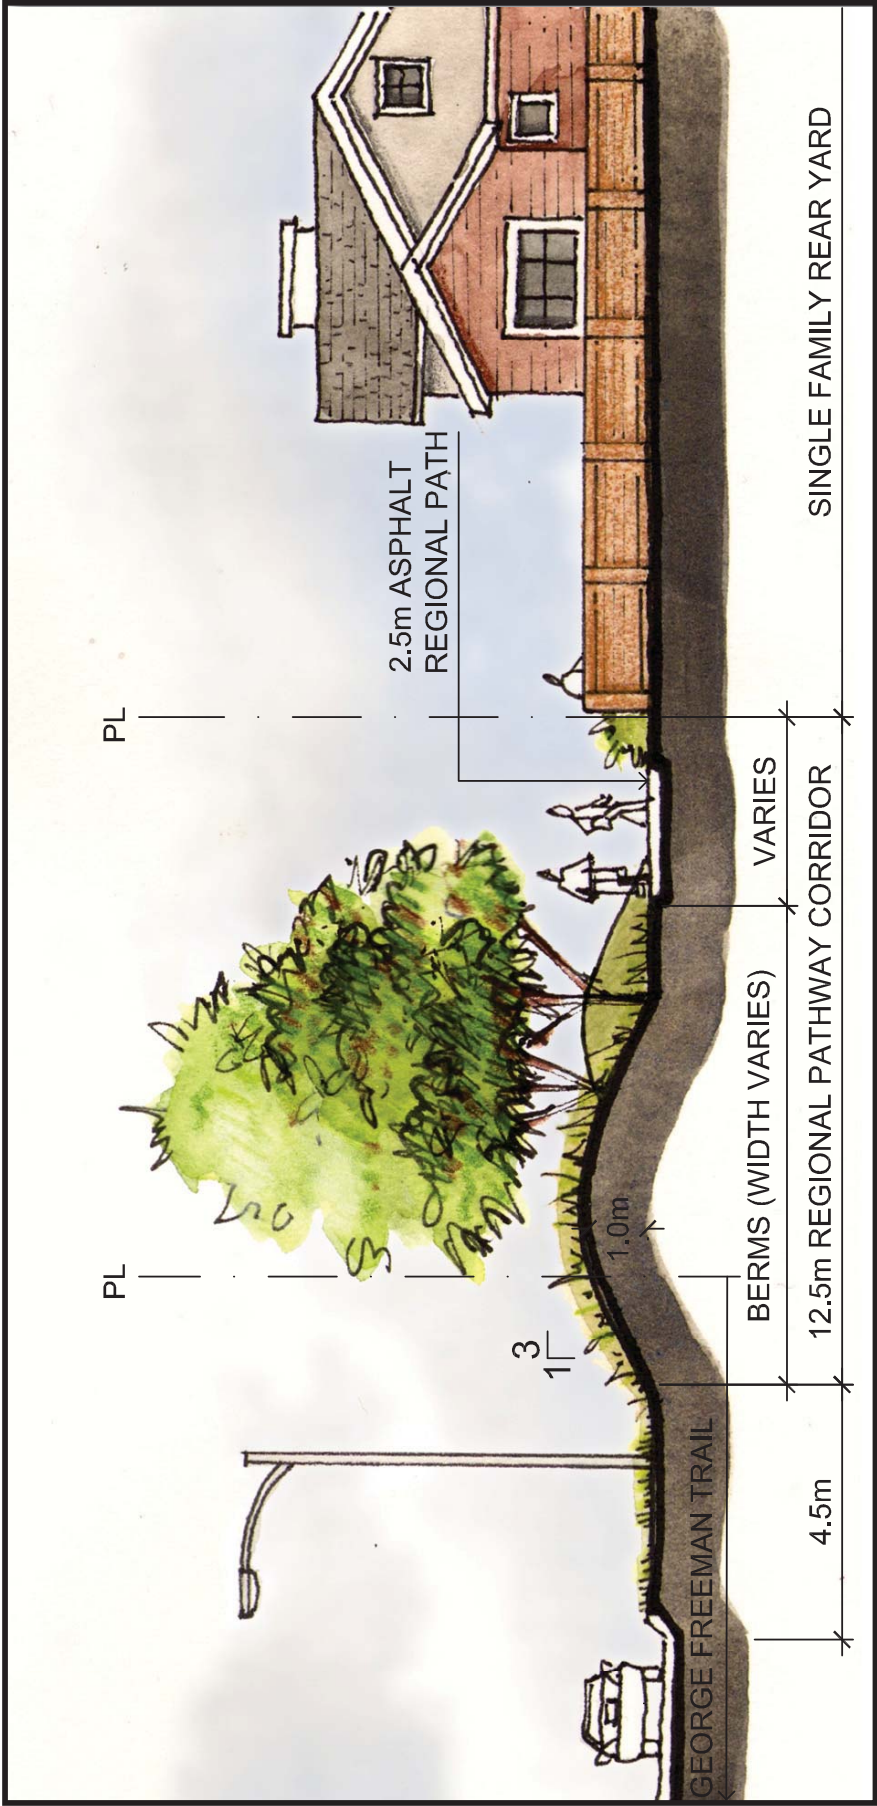 PL
PL
2.5m ASPHALT
REGIONAL PATH
3
1
1.0m
GEORGE FREEMAN TRAIL
BERMS (WIDTH VARIES)
VARIES
4.5m
12.5m REGIONAL PATHWAY CORRIDOR
SINGLE FAMILY REAR YARD